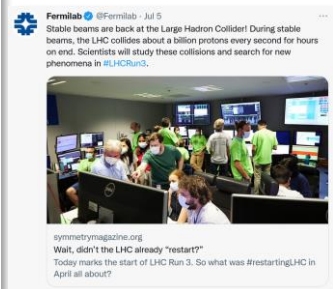 Fermilab @Fermilab · Jul 5
Stable beams are back at the Large Hadron Collider! During stable
beams, the LHC collides about a billion protons every second for hours
on end. Scientists will study these collisions and search for new
phenomena in #LHCRun3.
symmetrymagazine.org
Wait, didn't the LHC already “restart?”
Today marks the start of LHC Run 3. So what was #restartingLHC in
April all about?